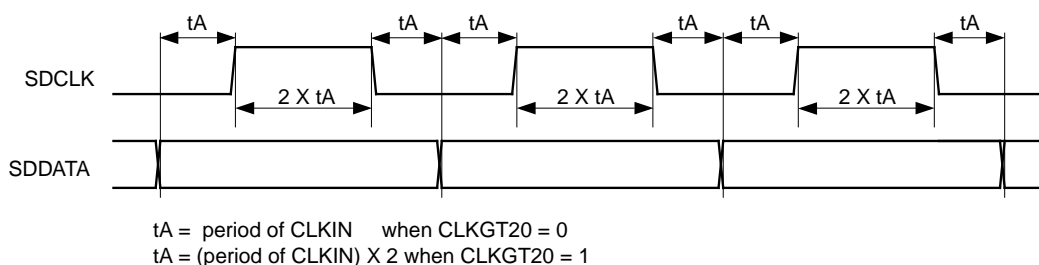 tA tA tA tA tA tA
SDCLK
2 X tA 2 X tA 2 X tA
SDDATA
tA = period of CLKIN when CLKGT20 = 0
tA = (period of CLKIN) X 2 when CLKGT20 = 1